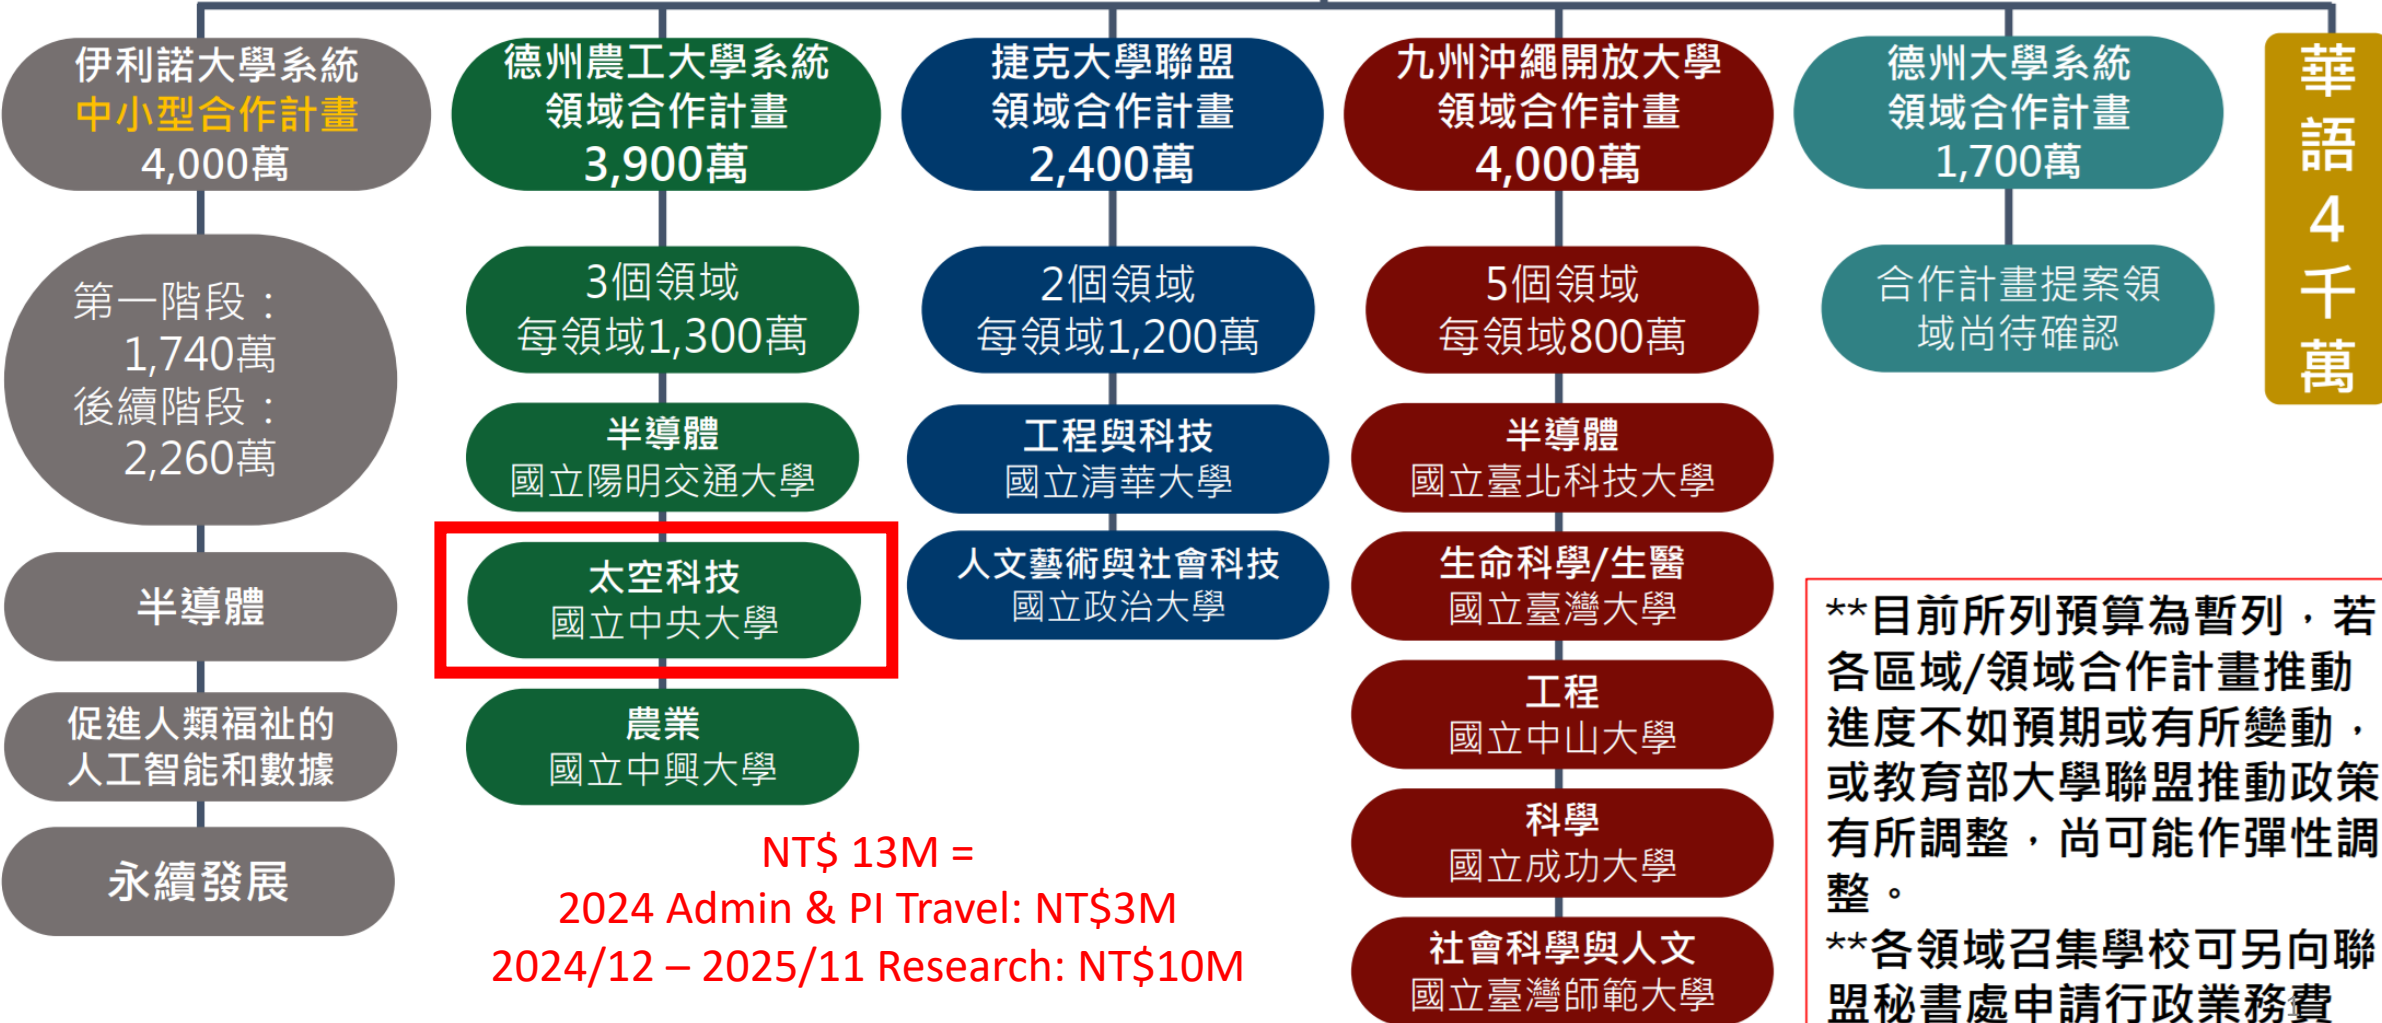 伊利諾大學系統
中小型合作計畫
4,000萬
第一階段：
1,740萬
後續階段：
2,260萬
半導體
促進人類福祉的
人工智能和數據
永續發展
德州農工大學系統
領域合作計畫
3,900萬
3個領域
每領域1,300萬
半導體
國立陽明交通大學
太空科技
國立中央大學
農業
國立中興大學
NT$ 13M =
2024 Admin & PI Travel: NT$3M
2024/12 – 2025/11 Research: NT$10M
捷克大學聯盟
領域合作計畫
2,400萬
2個領域
每領域1,200萬
工程與科技
國立清華大學
人文藝術與社會科技
國立政治大學
九州沖繩開放大學
領域合作計畫
4,000萬
5個領域
每領域800萬
半導體
國立臺北科技大學
生命科學/生醫
國立臺灣大學
工程
國立中山大學
科學
國立成功大學
社會科學與人文
國立臺灣師範大學
德州大學系統
領域合作計畫
1,700萬
合作計畫提案領
域尚待確認
華
語
4
千
萬
**目前所列預算為暫列，若
各區域/領域合作計畫推動
進度不如預期或有所變動，
或教育部大學聯盟推動政策
有所調整，尚可能作彈性調
整。
**各領域召集學校可另向聯
盟秘書處申請行政業務費